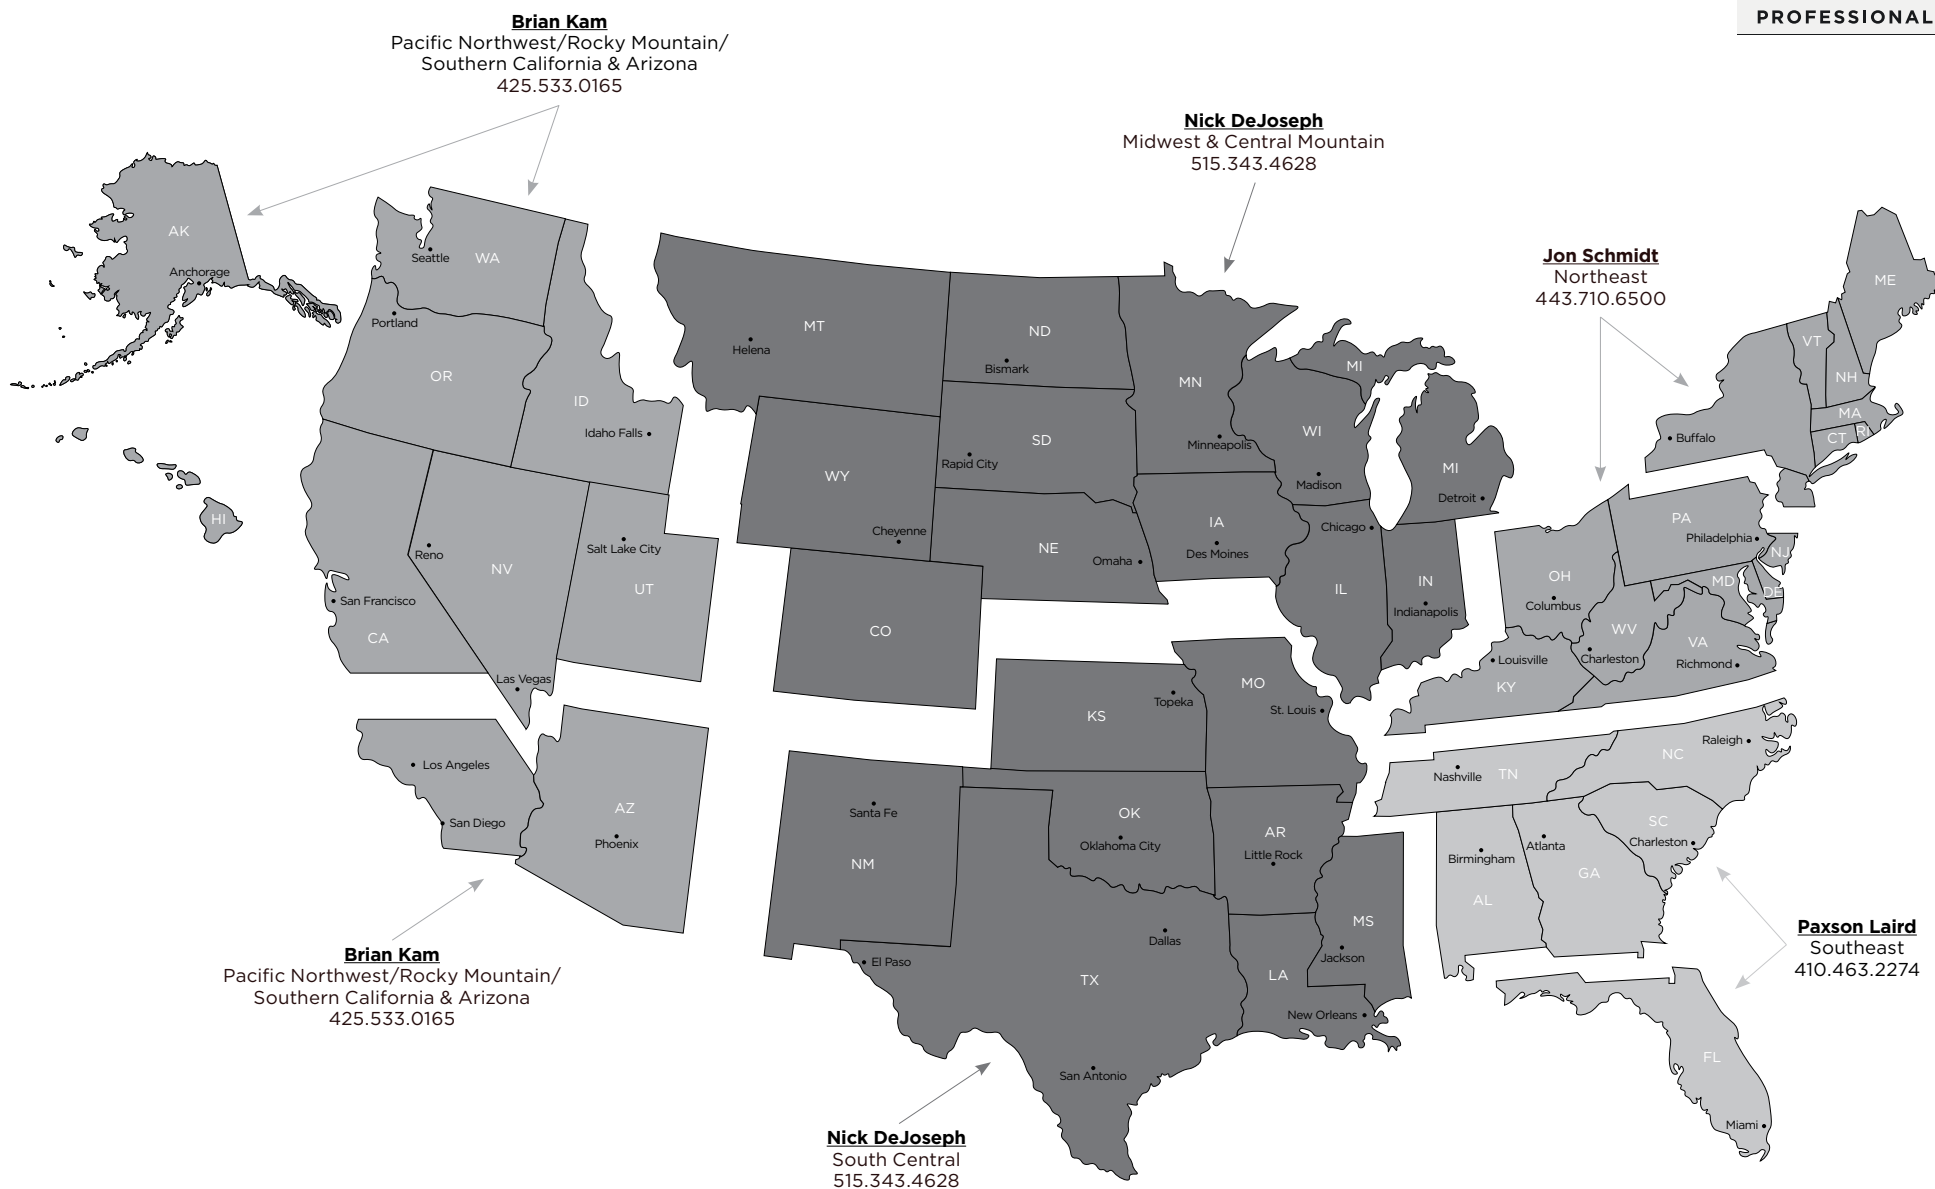 PROFESSIONAL
Brian Kam
Pacific Northwest/Rocky Mountain/
Southern California & Arizona
425.533.0165
Nick DeJoseph
Midwest & Central Mountain
515.343.4628
Jon Schmidt
Northeast
443.710.6500
AK
Anchorage
HI
WA
Seattle
Portland
OR
ID
Idaho Falls
Reno
NV
Las Vegas
Salt Lake City
UT
San Francisco
CA
Los Angeles
San Diego
AZ
Phoenix
MT
Helena
ND
Bismark
MN
Minneapolis
SD
Rapid City
WY
Cheyenne
NE
Omaha
IA
Des Moines
WI
Madison
MI
MI
Detroit
Chicago
IL
IN
Indianapolis
CO
KS
Topeka
MO
St. Louis
NM
Santa Fe
OK
Oklahoma City
AR
Little Rock
TX
Dallas
El Paso
San Antonio
LA
New Orleans
MS
Jackson
ME
VT
NH
MA
CT
RI
Buffalo
PA
Philadelphia
NJ
MD
DE
OH
Columbus
WV
Charleston
VA
Richmond
Louisville
KY
Nashville
TN
NC
Raleigh
SC
Charleston
Birmingham
AL
Atlanta
GA
FL
Miami
Brian Kam
Pacific Northwest/Rocky Mountain/
Southern California & Arizona
425.533.0165
Nick DeJoseph
South Central
515.343.4628
Paxson Laird
Southeast
410.463.2274